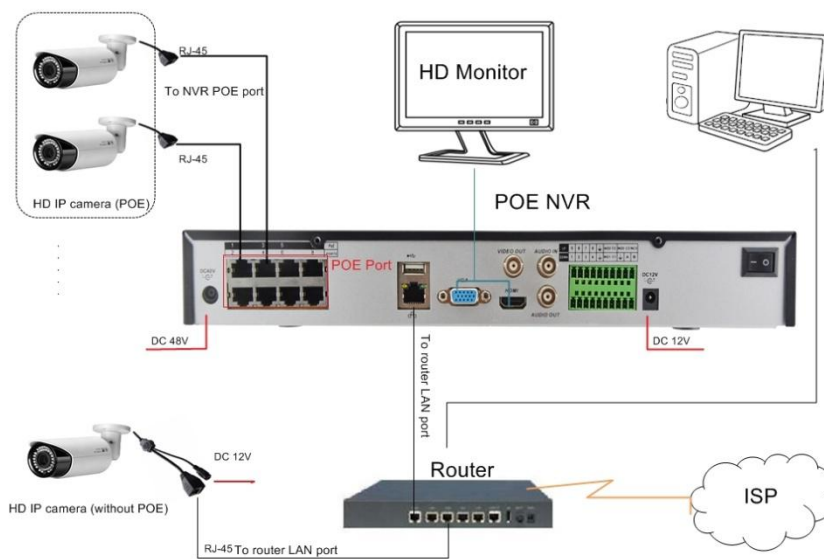 RJ-45
To NVR POE port
RJ-45
HD IP camera (POE)
HD Monitor
POE NVR
POE Port
VIDEO OUT
AUDIO IN
AUDIO OUT
DC12V
DC 48V
DC 12V
To router LAN port
DC 12V
HD IP camera (without POE)
RJ-45 To router LAN port
Router
ISP